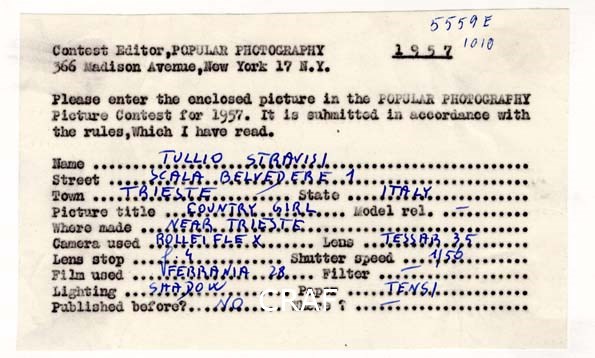 5559E
1010
Contest Editor,POPULAR PHOTOGRAPHY 1957
366 Madison Avenue,New York 17 N.Y.
Please enter the enclosed picture in the POPULAR PHOTOGRAPHY
Picture Contest for 1957. It is submitted in accordance with
the rules,Which I have read.
Name ... TULLIO STRAVISI
Street ... SCALA BELVEDERE 1
Town ... TRIESTE ... State ... ITALY
Picture title ... COUNTRY GIRL ... Model rel. ... —
Where made ... NEAR TRIESTE
Camera used ROLLEIFLEX ... Lens ... TESSAR 3,5
Lens stop ... f. 4 ... Shutter speed ... 1/50
Film used ... FERRANIA 28 ... Filter ... —
Lighting ... SHADOW ... TENSI
Published before? ... NO ... ? ... —
CRAF